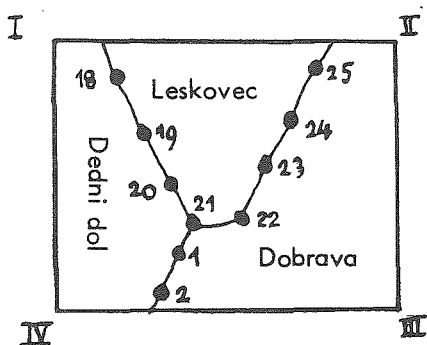 I II
18 25
Leskovec
19 24
Dedni dol
20 23
21 22
1 Dobrava
2
IV III